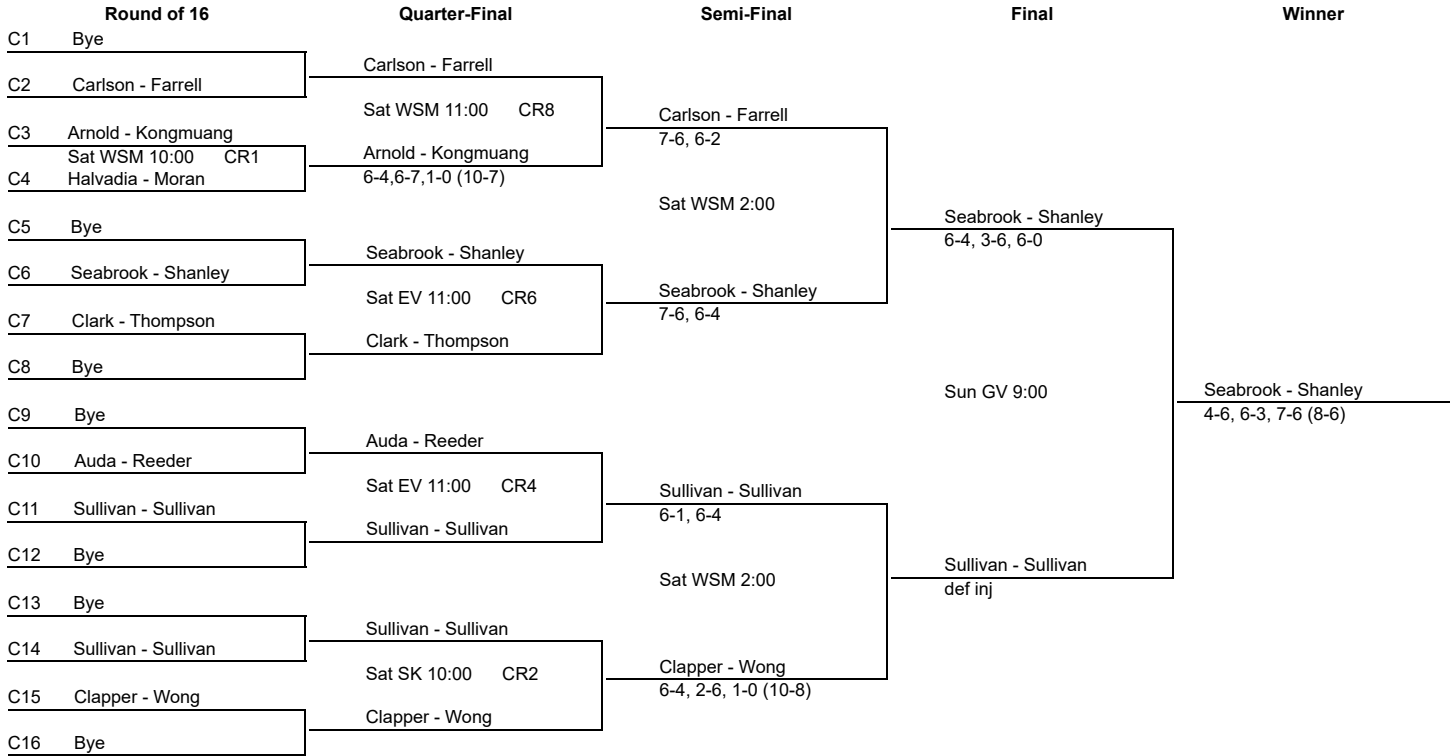 Round of 16 Quarter-Final Semi-Final Final Winner
C1 Bye
Carlson - Farrell
C2 Carlson - Farrell
Sat WSM 11:00 CR8
Carlson - Farrell
C3 Arnold - Kongmuang
7-6, 6-2
Sat WSM 10:00 CR1
Arnold - Kongmuang
C4 Halvadia - Moran
6-4,6-7,1-0 (10-7)
Sat WSM 2:00
Seabrook - Shanley
C5 Bye
6-4, 3-6, 6-0
Seabrook - Shanley
C6 Seabrook - Shanley
Sat EV 11:00 CR6
Seabrook - Shanley
7-6, 6-4
C7 Clark - Thompson
Clark - Thompson
C8 Bye
Sun GV 9:00
Seabrook - Shanley
4-6, 6-3, 7-6 (8-6)
C9 Bye
Auda - Reeder
C10 Auda - Reeder
Sat EV 11:00 CR4
Sullivan - Sullivan
C11 Sullivan - Sullivan
6-1, 6-4
Sullivan - Sullivan
C12 Bye
Sullivan - Sullivan
Sat WSM 2:00
def inj
C13 Bye
Sullivan - Sullivan
C14 Sullivan - Sullivan
Clapper - Wong
Sat SK 10:00 CR2
6-4, 2-6, 1-0 (10-8)
C15 Clapper - Wong
Clapper - Wong
C16 Bye